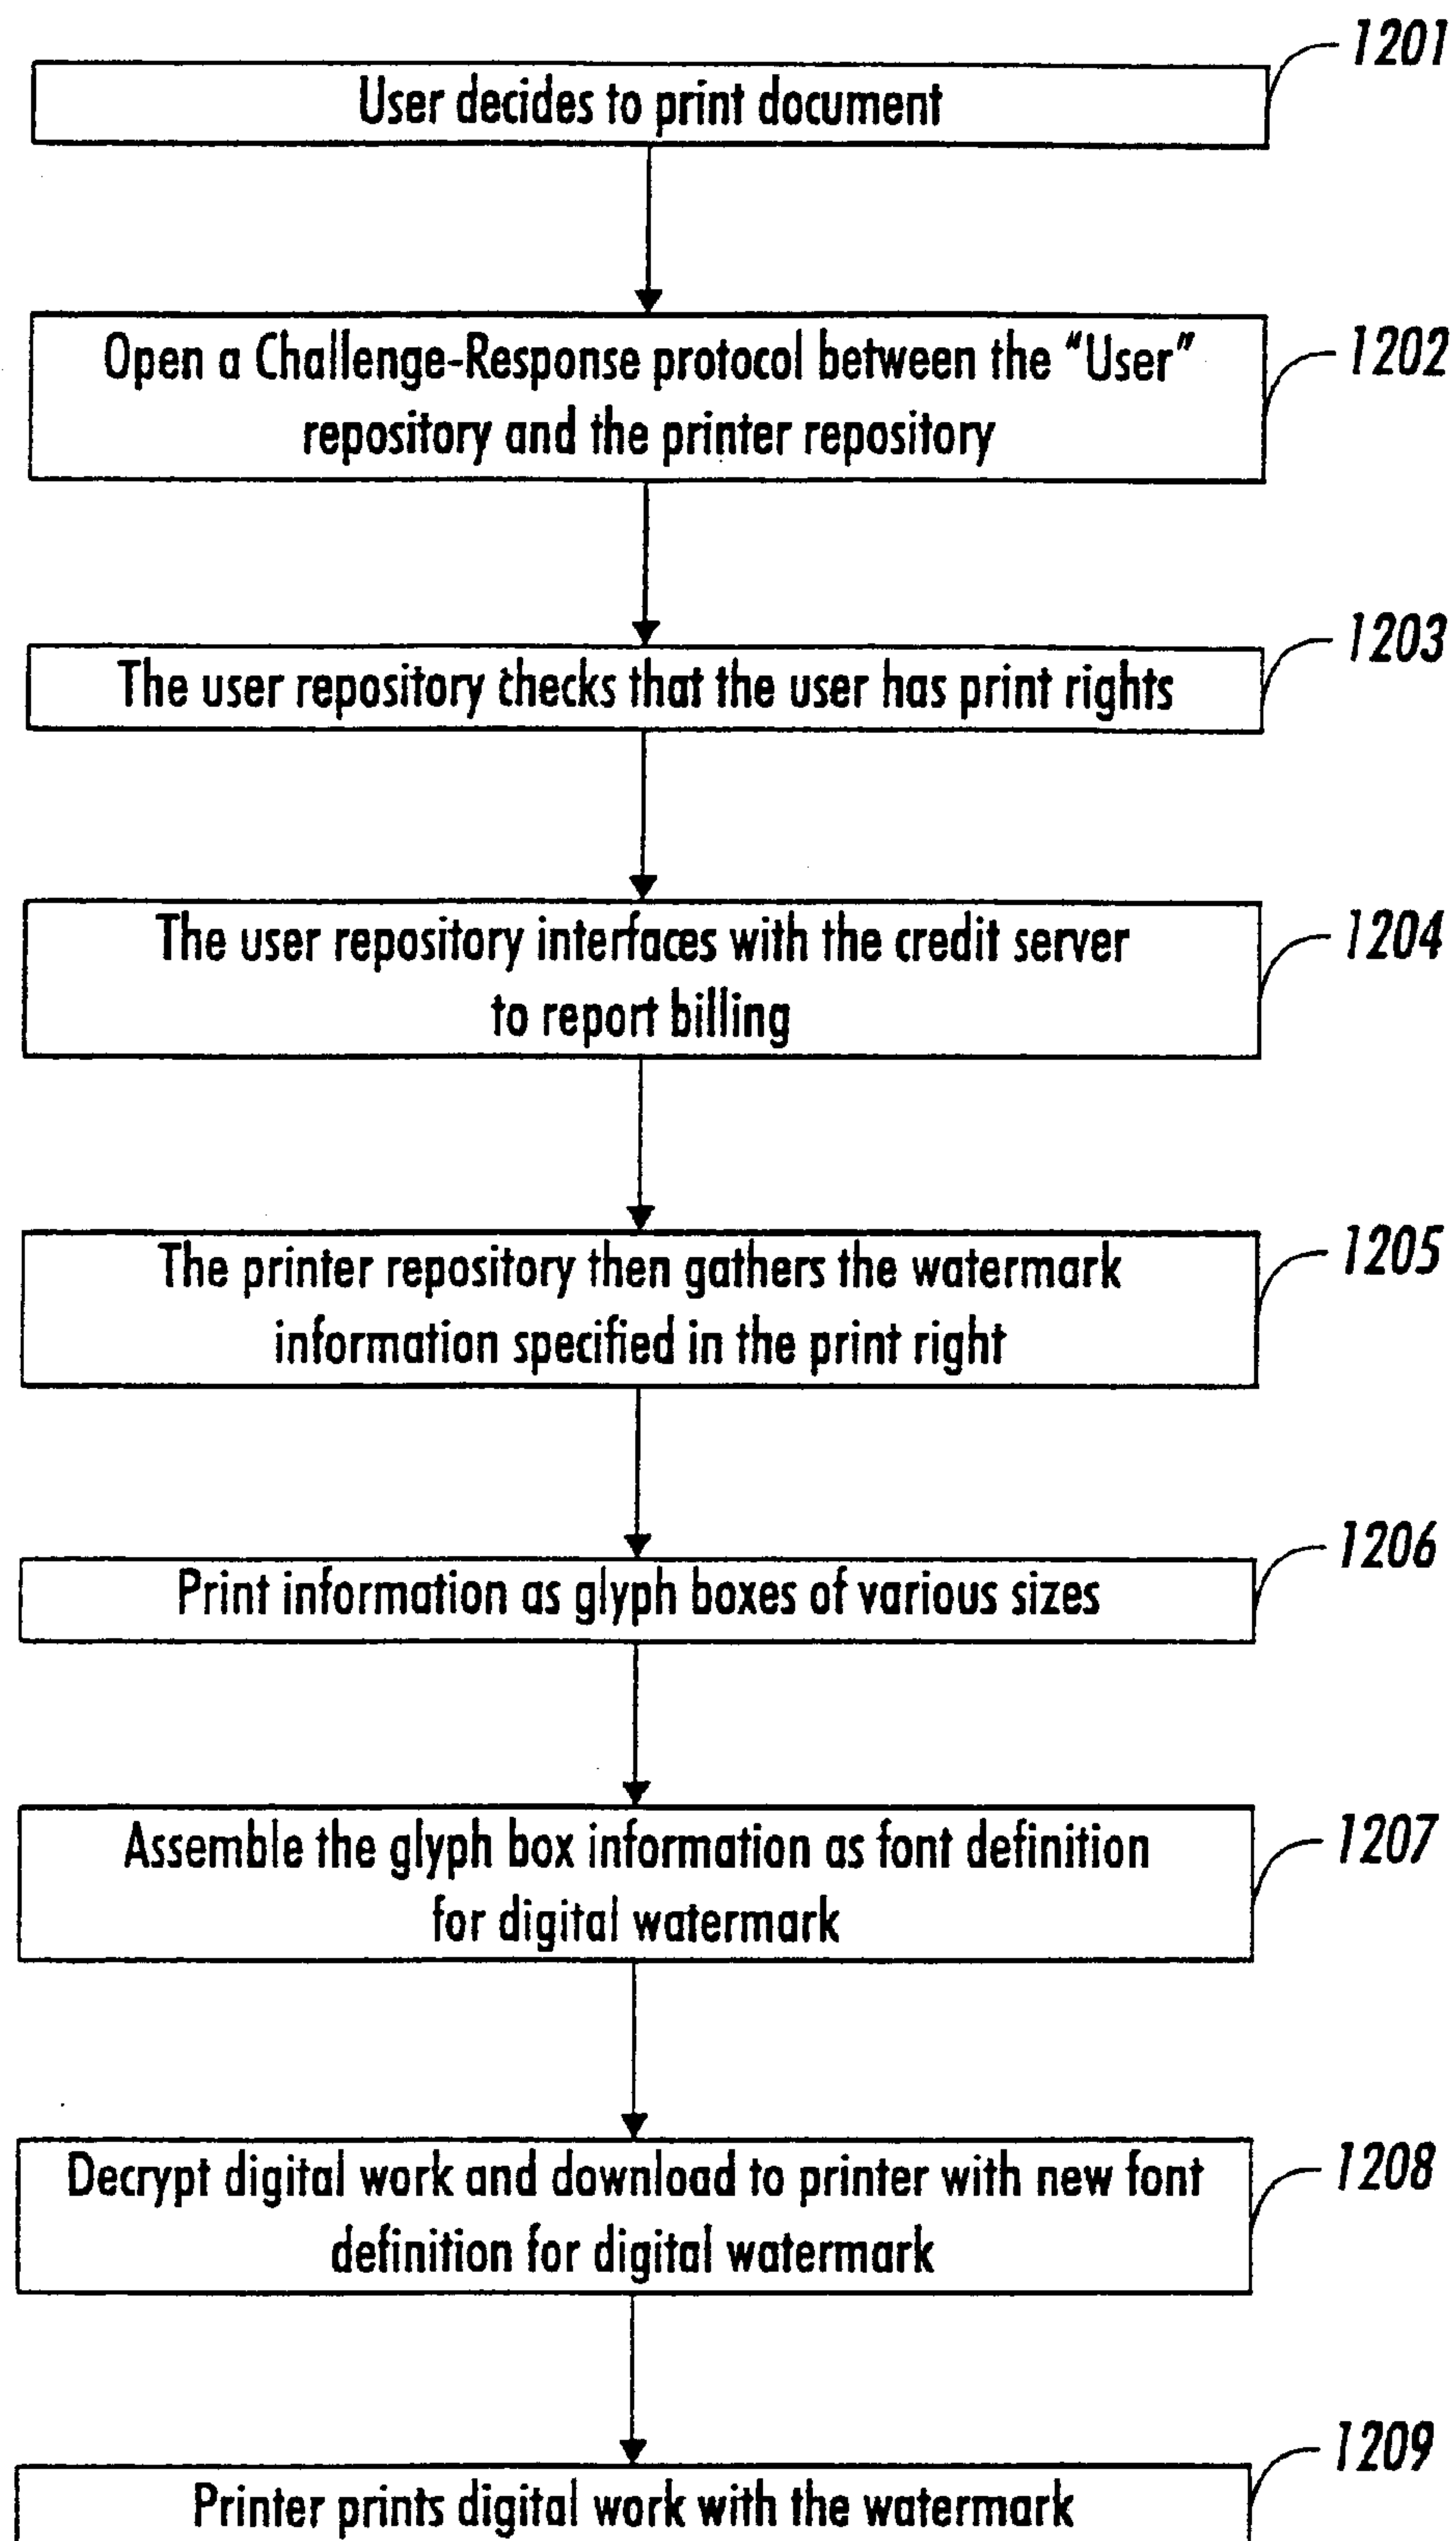 1201
User decides to print document
Open a Challenge-Response protocol between the "User"
repository and the printer repository
1202
The user repository checks that the user has print rights
1203
The user repository interfaces with the credit server
to report billing
1204
The printer repository then gathers the watermark
information specified in the print right
1205
Print information as glyph boxes of various sizes
1206
Assemble the glyph box information as font definition
for digital watermark
1207
Decrypt digital work and download to printer with new font
definition for digital watermark
1208
Printer prints digital work with the watermark
1209